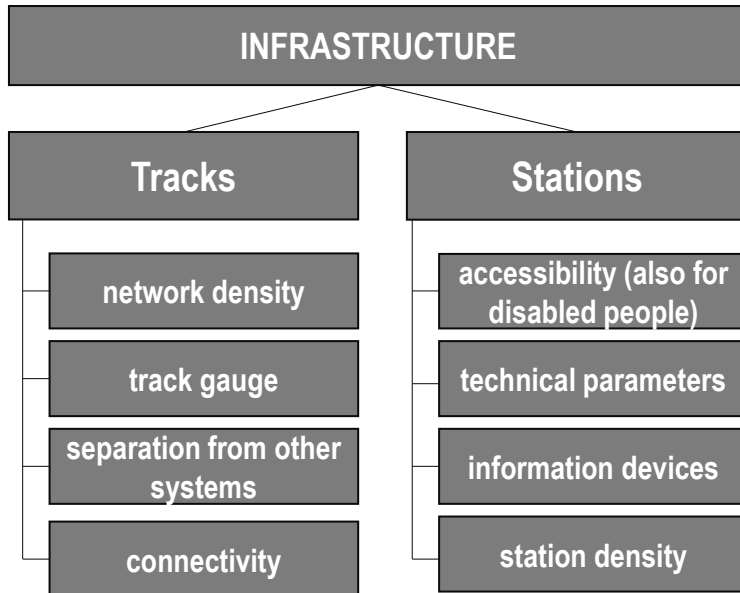 INFRASTRUCTURE
Tracks
network density
track gauge
separation from other
systems
connectivity
Stations
accessibility (also for
disabled people)
technical parameters
information devices
station density